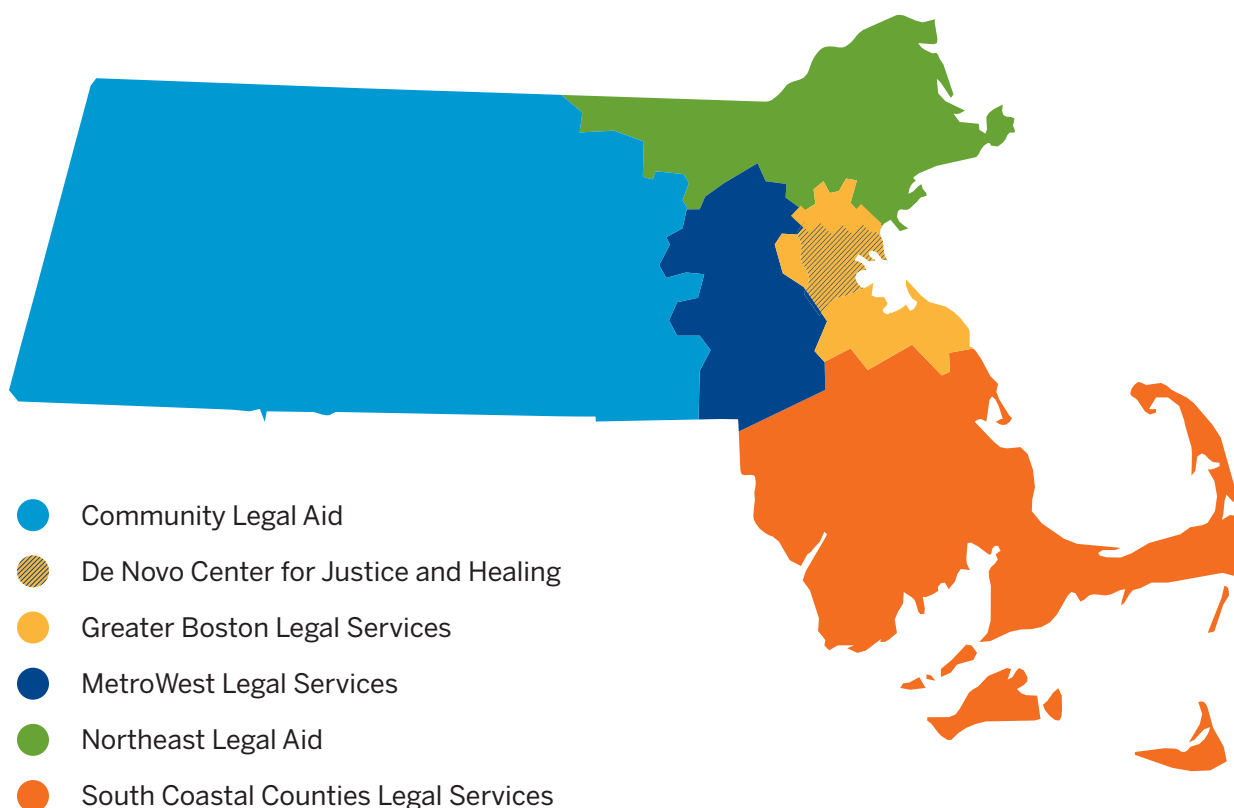 Community Legal Aid
De Novo Center for Justice and Healing
Greater Boston Legal Services
MetroWest Legal Services
Northeast Legal Aid
South Coastal Counties Legal Services